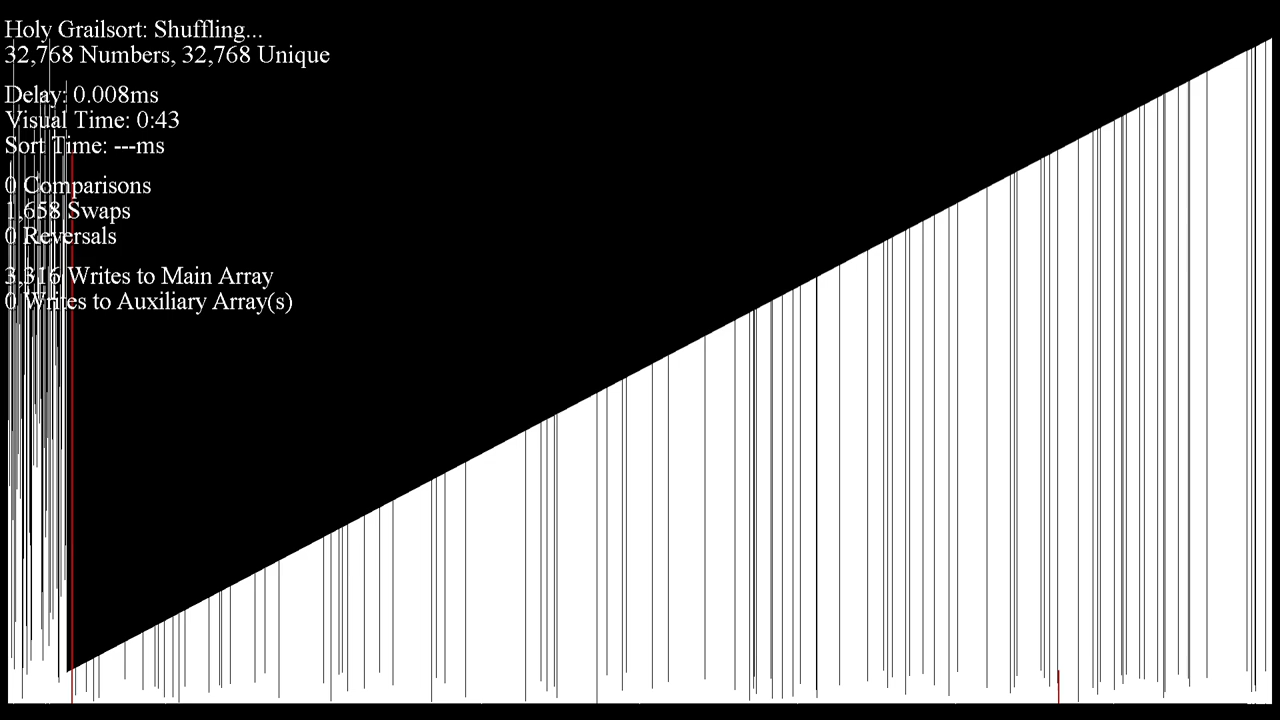 Holy Grailsort: Shuffling...
32,768 Numbers, 32,768 Unique
Delay: 0.008ms
Visual Time: 0:43
Sort Time: ---ms
0 Comparisons
1,658 Swaps
0 Reversals
3,316 Writes to Main Array
0 Writes to Auxiliary Array(s)